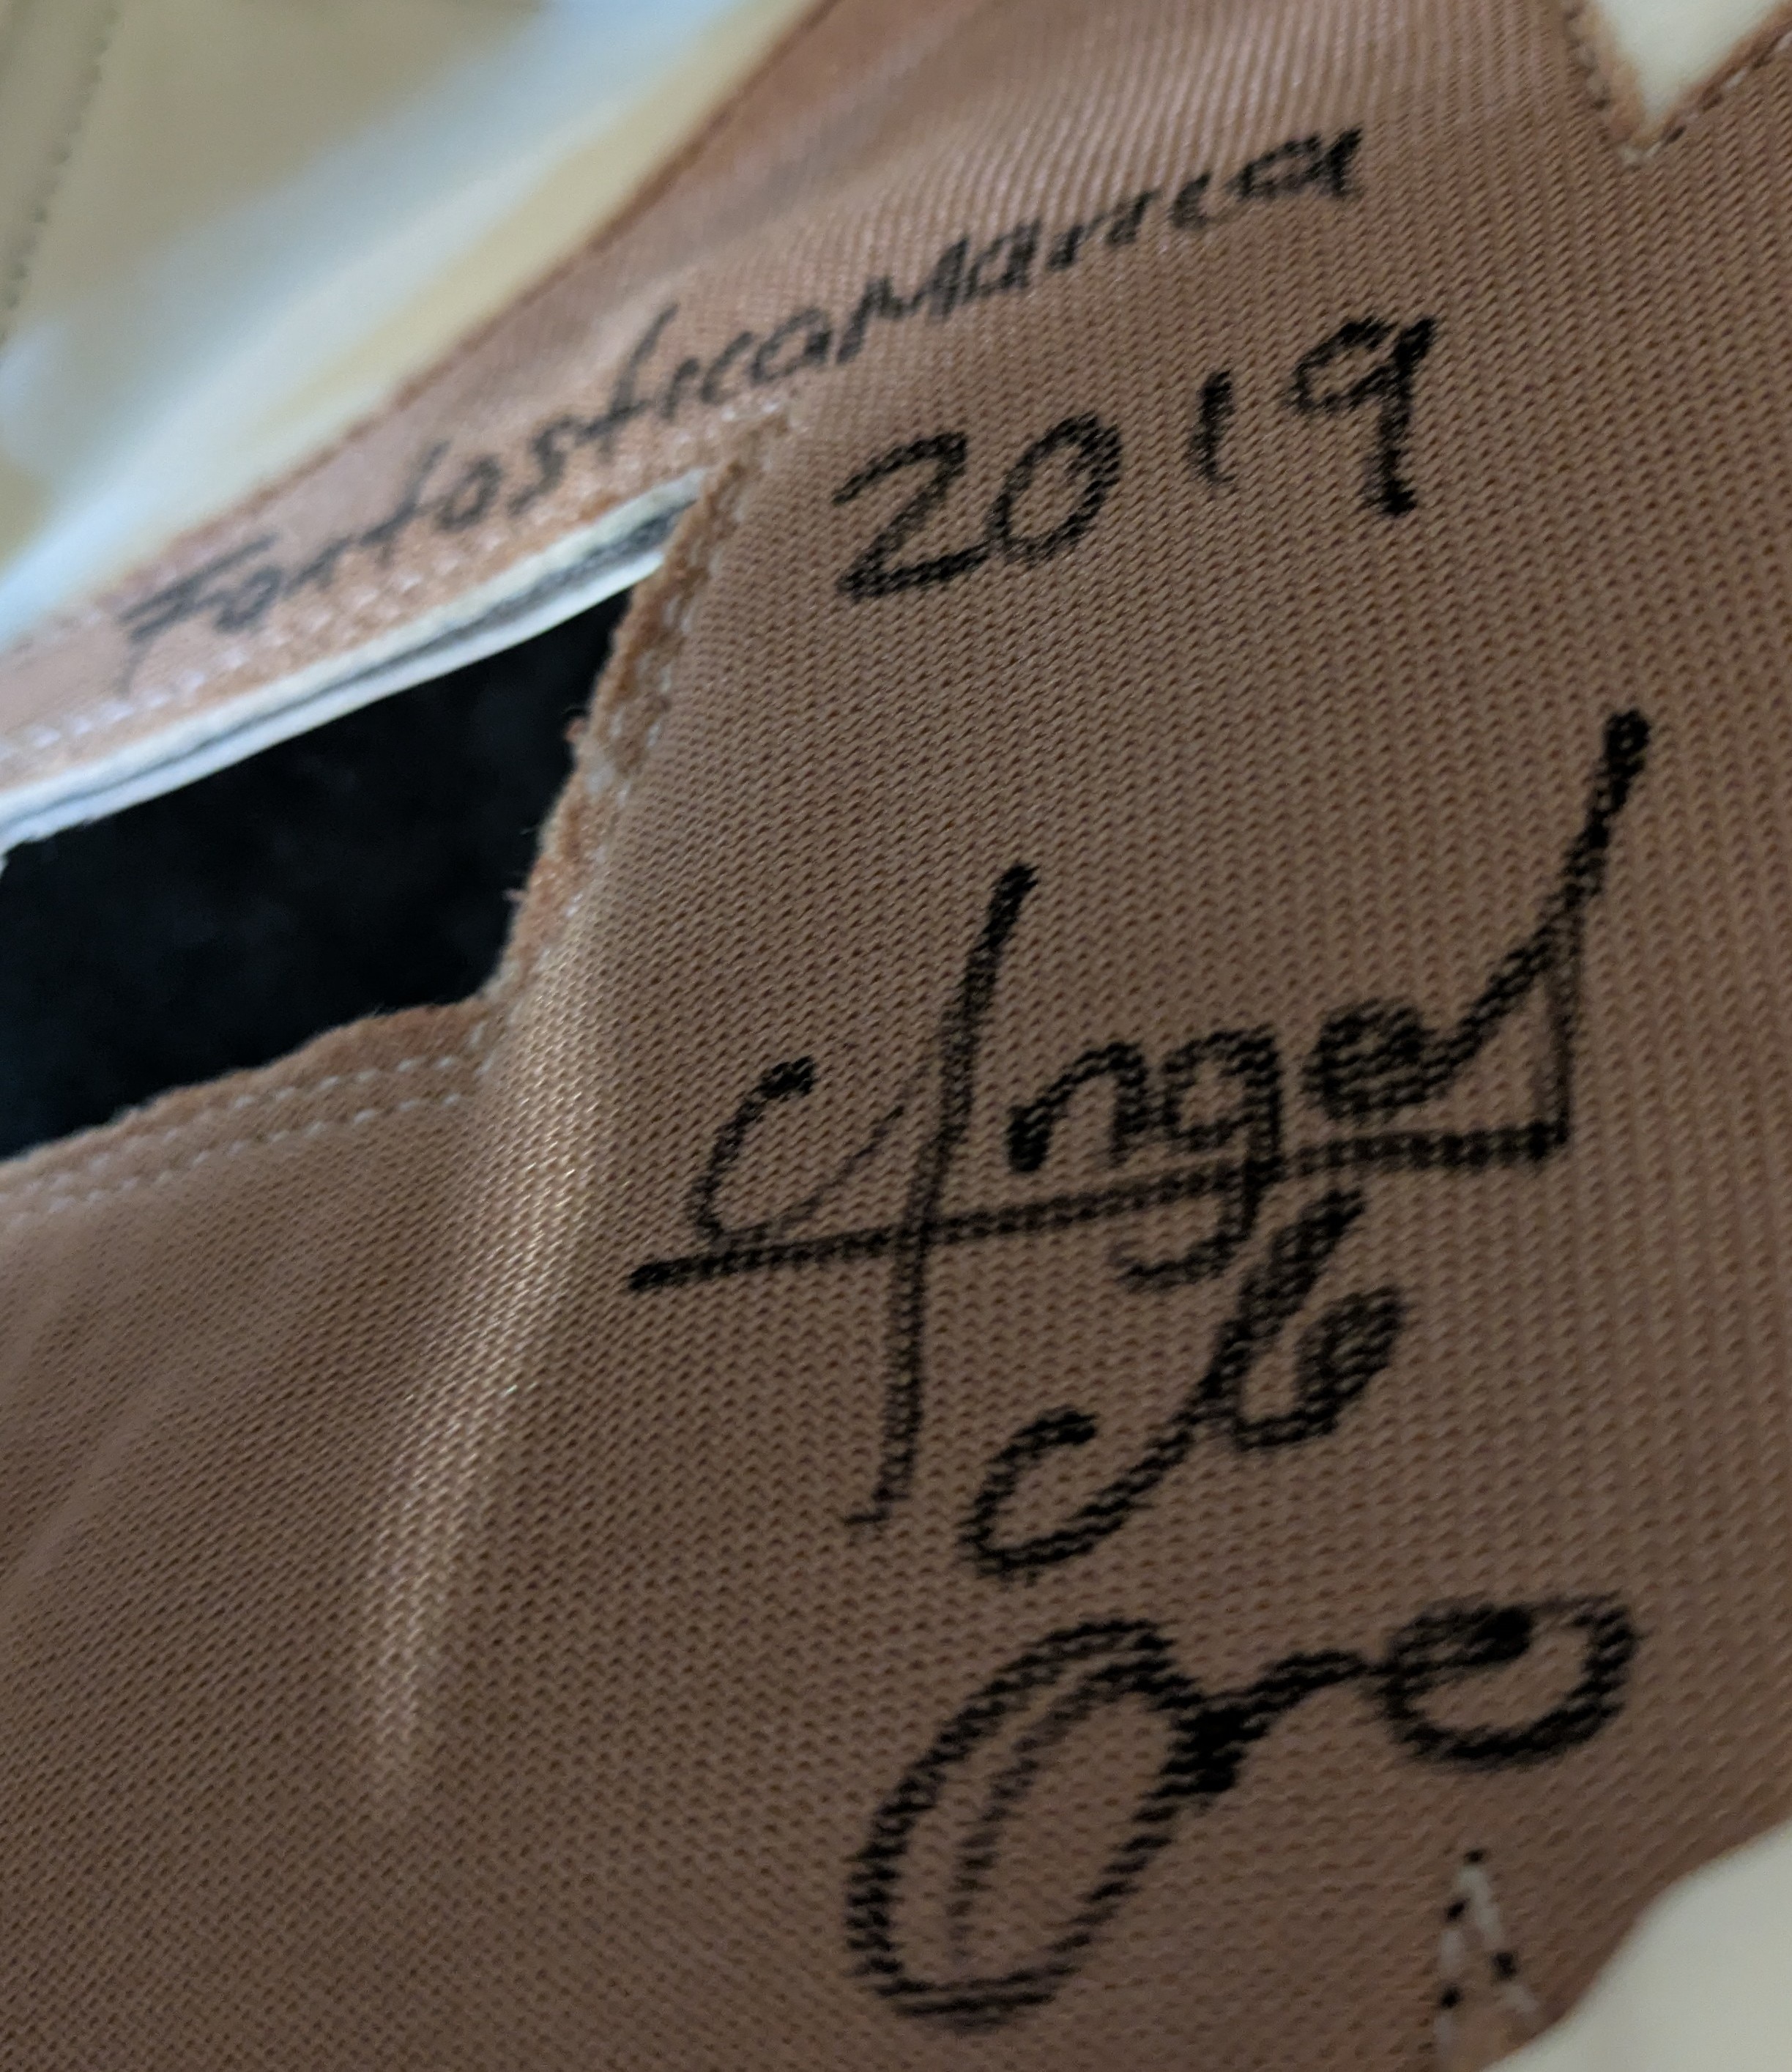 FantasticaMania
2019
Angel
de
Oro